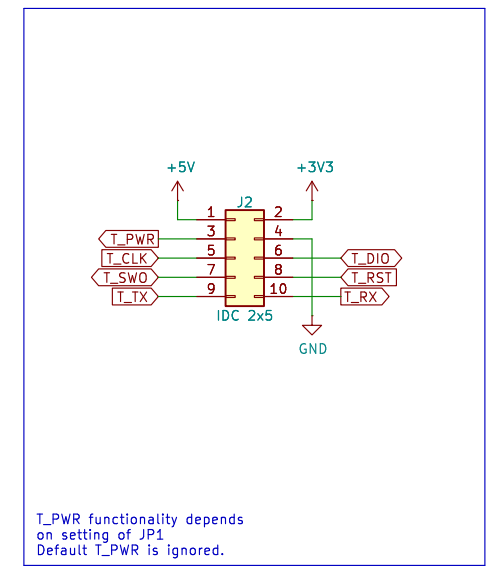 +5V +3V3
J2
1 2
T_PWR 3 4
T_CLK 5 6 T_DIO
T_SWO 7 8 T_RST
T_TX 9 10 T_RX
IDC 2x5
GND
T_PWR functionality depends
on setting of JP1
Default T_PWR is ignored.